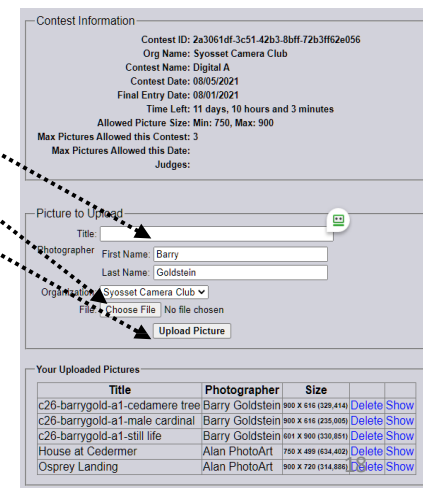 Contest Information
Contest ID: 2a3061df-3c51-42b3-8bff-72b3ff62e056
Org Name: Syosset Camera Club
Contest Name: Digital A
Contest Date: 08/05/2021
Final Entry Date: 08/01/2021
Time Left: 11 days, 10 hours and 3 minutes
Allowed Picture Size: Min: 750, Max: 900
Max Pictures Allowed this Contest: 3
Max Pictures Allowed this Date:
Judges:
Picture to Upload
Title:
Photographer First Name: Barry
Last Name: Goldstein
Organization: Syosset Camera Club
File: Choose File No file chosen
Upload Picture
Your Uploaded Pictures
Title Photographer Size
c26-barrygold-a1-cedamere tree Barry Goldstein 900 X 616 (329,414) Delete Show
c26-barrygold-a1-male cardinal Barry Goldstein 900 X 616 (235,005) Delete Show
c26-barrygold-a1-still life Barry Goldstein 601 X 900 (330,851) Delete Show
House at Cedermer Alan PhotoArt 750 X 499 (634,402) Delete Show
Osprey Landing Alan PhotoArt 900 X 720 (314,886) Delete Show
18